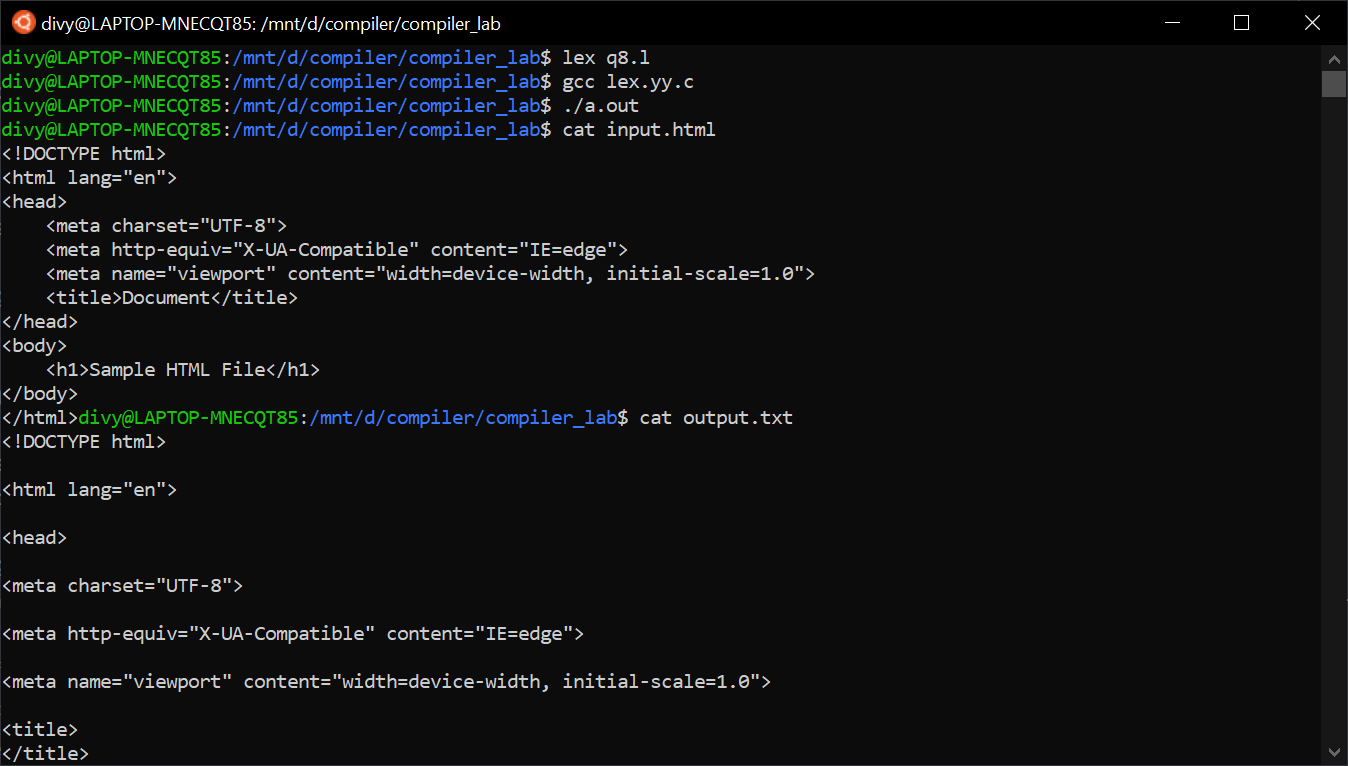 divy@LAPTOP-MNECQT85: /mnt/d/compiler/compiler_lab
divy@LAPTOP-MNECQT85:/mnt/d/compiler/compiler_lab$ lex q8.l
divy@LAPTOP-MNECQT85:/mnt/d/compiler/compiler_lab$ gcc lex.yy.c
divy@LAPTOP-MNECQT85:/mnt/d/compiler/compiler_lab$ ./a.out
divy@LAPTOP-MNECQT85:/mnt/d/compiler/compiler_lab$ cat input.html
<!DOCTYPE html>
<html lang="en">
<head>
    <meta charset="UTF-8">
    <meta http-equiv="X-UA-Compatible" content="IE=edge">
    <meta name="viewport" content="width=device-width, initial-scale=1.0">
    <title>Document</title>
</head>
<body>
    <h1>Sample HTML File</h1>
</body>
</html>divy@LAPTOP-MNECQT85:/mnt/d/compiler/compiler_lab$ cat output.txt
<!DOCTYPE html>
<html lang="en">
<head>
<meta charset="UTF-8">
<meta http-equiv="X-UA-Compatible" content="IE=edge">
<meta name="viewport" content="width=device-width, initial-scale=1.0">
<title>
</title>